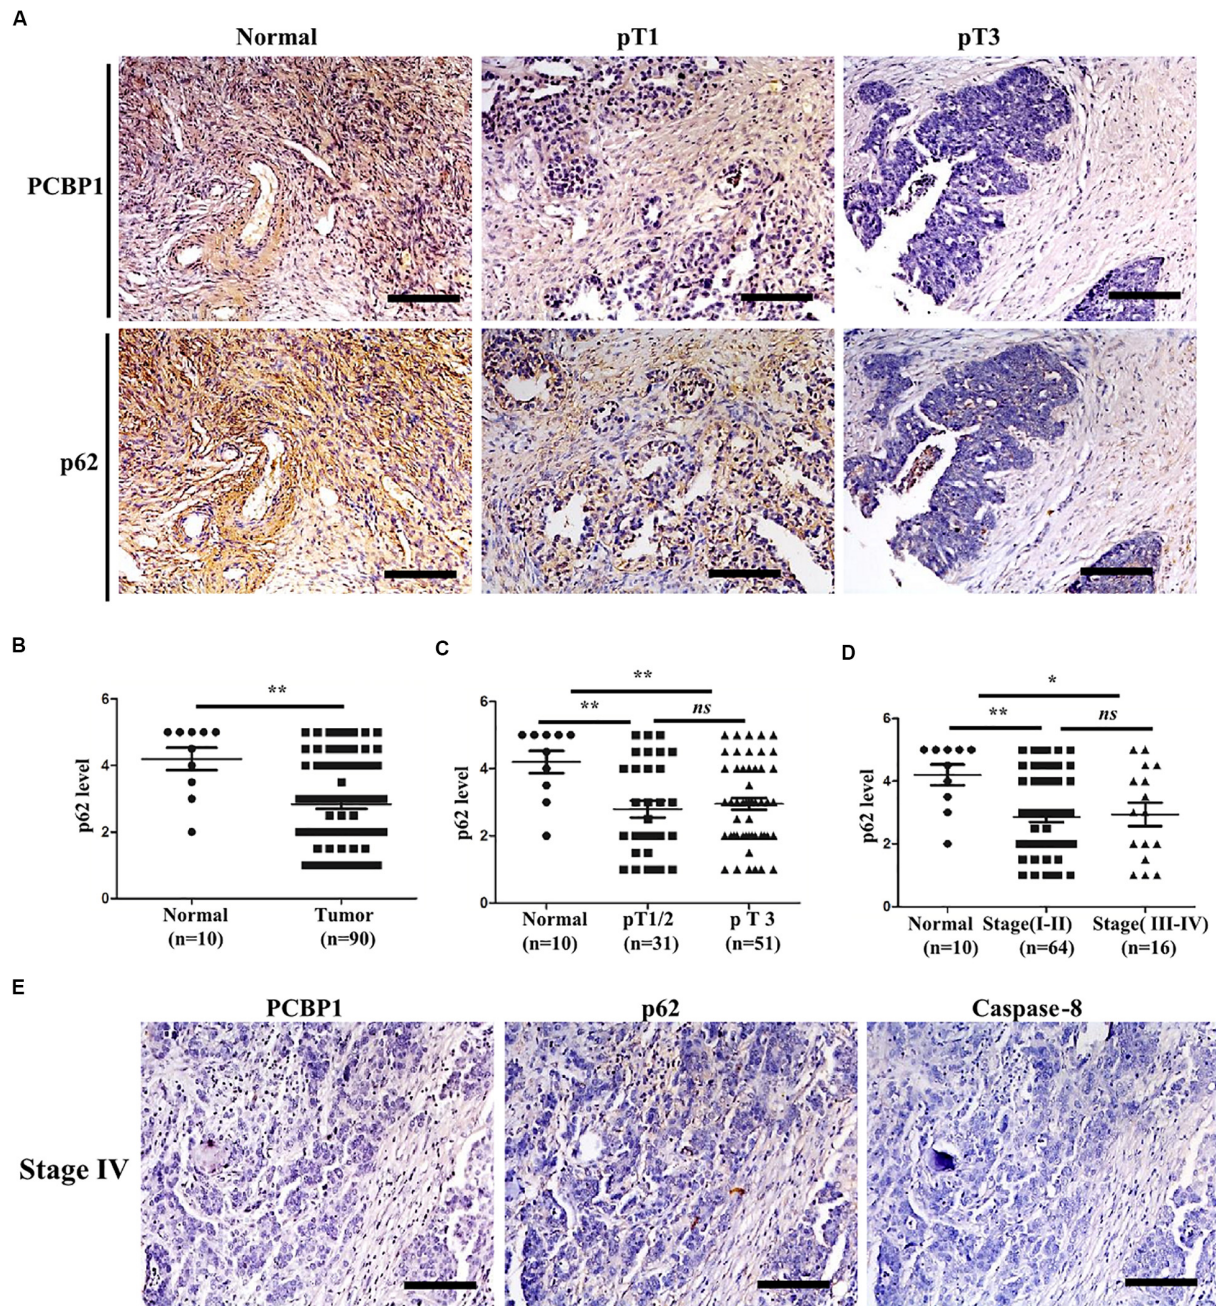 A
Normal pT1 pT3
PCBP1
p62
B
**
6
4
2
0
p62 level
Normal Tumor
(n=10) (n=90)
C
**
** ns
6
4
2
0
p62 level
Normal pT1/2 p T 3
(n=10) (n=31) (n=51)
D
*
** ns
6
4
2
0
p62 level
Normal Stage(I-II) Stage( III-IV)
(n=10) (n=64) (n=16)
E
PCBP1 p62 Caspase-8
Stage IV